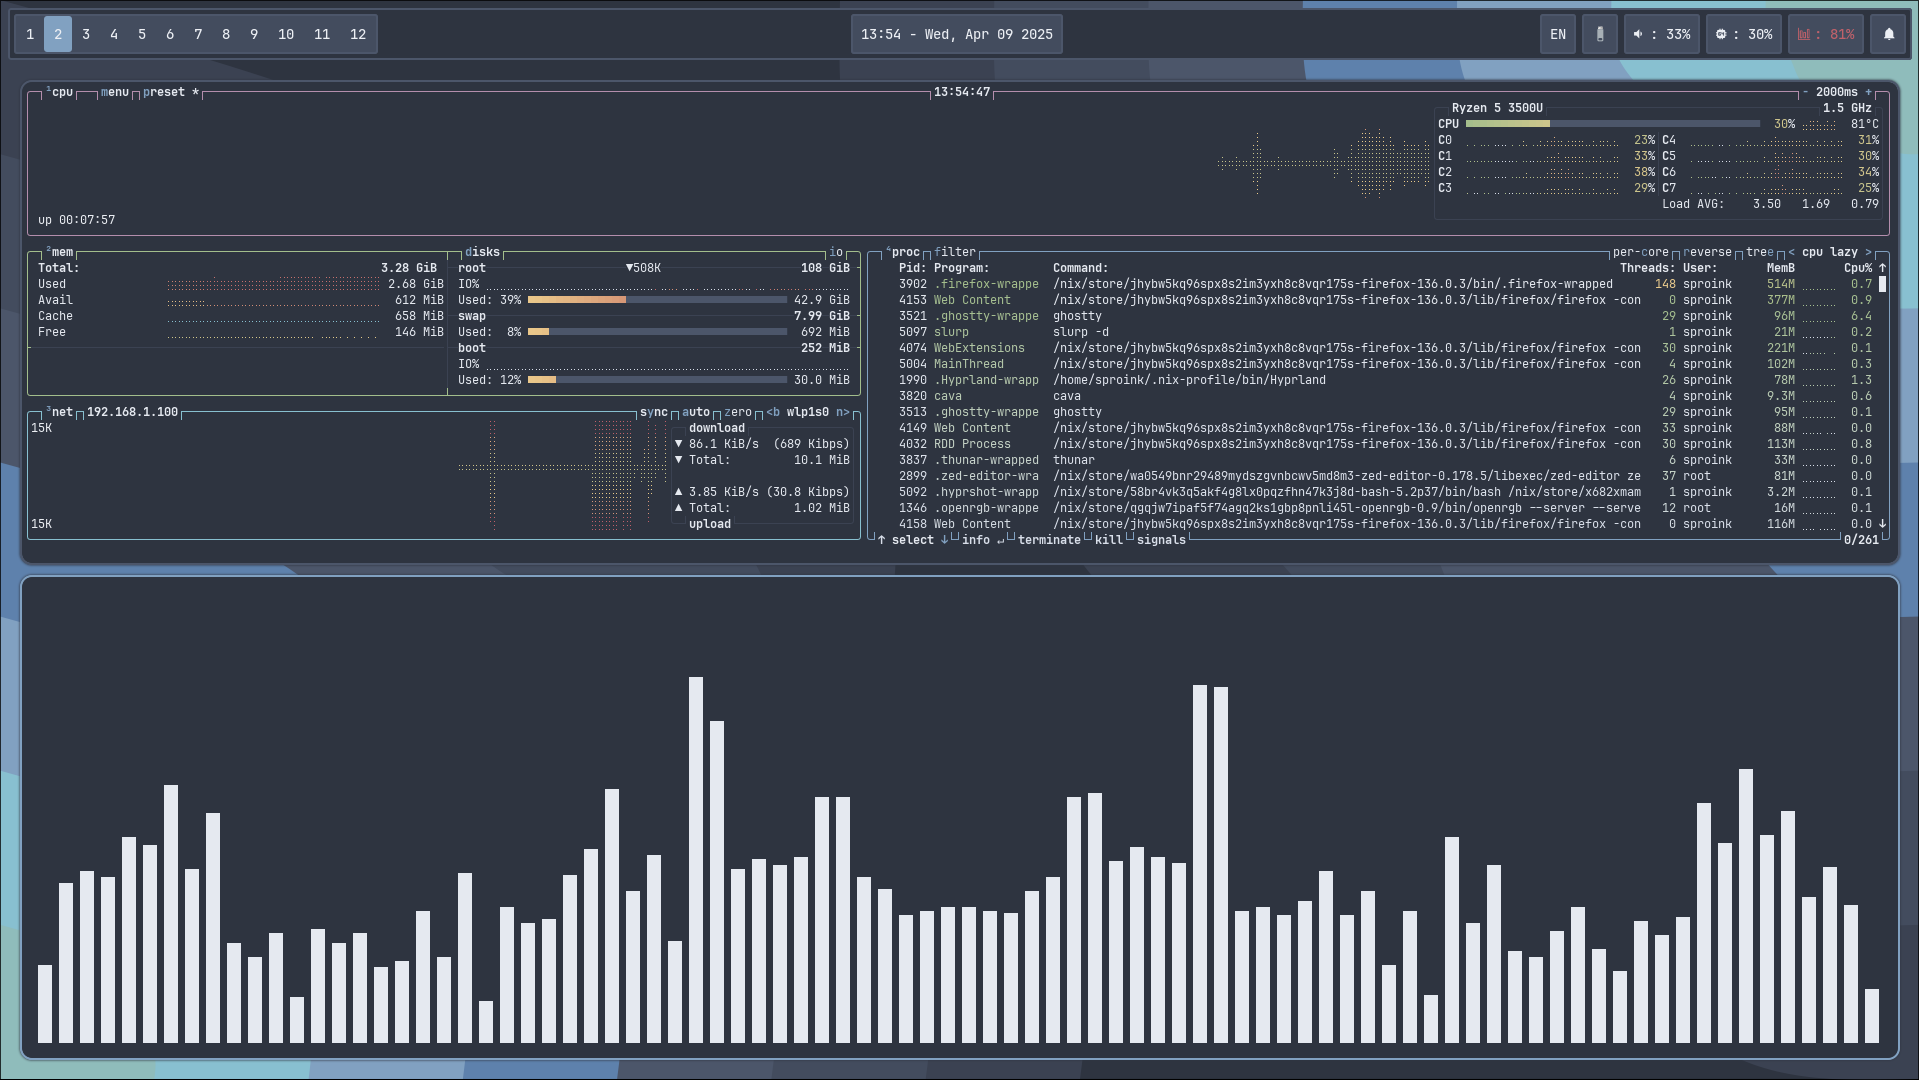 1 2 3 4 5 6 7 8 9 10 11 12
13:54 - Wed, Apr 09 2025
EN : 33% : 30% : 81%
¹cpu menu preset * 13:54:47 - 2000ms +
Ryzen 5 3500U 1.5 GHz
CPU 30% 81°C
C0 23% C4 31%
C1 33% C5 30%
C2 38% C6 34%
C3 29% C7 25%
Load AVG: 3.50 1.69 0.79
up 00:07:57
²mem
Total: 3.28 GiB
Used 2.68 GiB
Avail 612 MiB
Cache 658 MiB
Free 146 MiB
disks io
root ▼508K 108 GiB
IO%
Used: 39% 42.9 GiB
swap 7.99 GiB
Used: 8% 692 MiB
boot 252 MiB
IO%
Used: 12% 30.0 MiB
³net 192.168.1.100 sync auto zero <b wlp1s0 n>
15K
download
▼ 86.1 KiB/s (689 Kibps)
▼ Total: 10.1 MiB
▲ 3.85 KiB/s (30.8 Kibps)
▲ Total: 1.02 MiB
15K
upload
⁴proc filter per-core reverse tree < cpu lazy >
Pid: Program: Command: Threads: User: MemB Cpu% ↑
3902 .firefox-wrappe /nix/store/jhybw5kq96spx8s2im3yxh8c8vqr175s-firefox-136.0.3/bin/.firefox-wrapped 148 sproink 514M 0.7
4153 Web Content /nix/store/jhybw5kq96spx8s2im3yxh8c8vqr175s-firefox-136.0.3/lib/firefox/firefox -con 0 sproink 377M 0.9
3521 .ghostty-wrappe ghostty 29 sproink 96M 6.4
5097 slurp slurp -d 1 sproink 21M 0.2
4074 WebExtensions /nix/store/jhybw5kq96spx8s2im3yxh8c8vqr175s-firefox-136.0.3/lib/firefox/firefox -con 30 sproink 221M 0.1
5004 MainThread /nix/store/jhybw5kq96spx8s2im3yxh8c8vqr175s-firefox-136.0.3/lib/firefox/firefox -con 4 sproink 102M 0.3
1990 .Hyprland-wrapp /home/sproink/.nix-profile/bin/Hyprland 26 sproink 78M 1.3
3820 cava cava 4 sproink 9.3M 0.6
3513 .ghostty-wrappe ghostty 29 sproink 95M 0.1
4149 Web Content /nix/store/jhybw5kq96spx8s2im3yxh8c8vqr175s-firefox-136.0.3/lib/firefox/firefox -con 33 sproink 88M 0.0
4032 RDD Process /nix/store/jhybw5kq96spx8s2im3yxh8c8vqr175s-firefox-136.0.3/lib/firefox/firefox -con 30 sproink 113M 0.8
3837 .thunar-wrapped thunar 6 sproink 33M 0.0
2899 .zed-editor-wra /nix/store/wa0549bnr29489mydszgvnbcwv5md8m3-zed-editor-0.178.5/libexec/zed-editor ze 37 root 81M 0.0
5092 .hyprshot-wrapp /nix/store/58br4vk3q5akf4g8lx0pqzfhn47k3j8d-bash-5.2p37/bin/bash /nix/store/x682xmam 1 sproink 3.2M 0.1
1346 .openrgb-wrappe /nix/store/qgqjw7ipaf5f74agq2ks1gbp8pnli45l-openrgb-0.9/bin/openrgb --server --serve 12 root 16M 0.1
4158 Web Content /nix/store/jhybw5kq96spx8s2im3yxh8c8vqr175s-firefox-136.0.3/lib/firefox/firefox -con 0 sproink 116M 0.0 ↓
↑ select ↓ info ↵ terminate kill signals 0/261